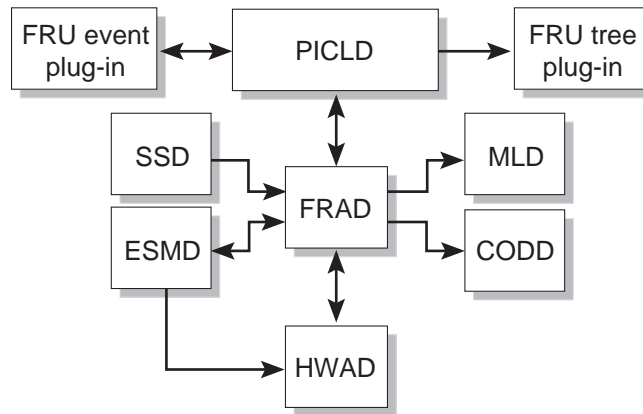 FRU event
plug-in
PICLD
FRU tree
plug-in
SSD
MLD
FRAD
ESMD
CODD
HWAD